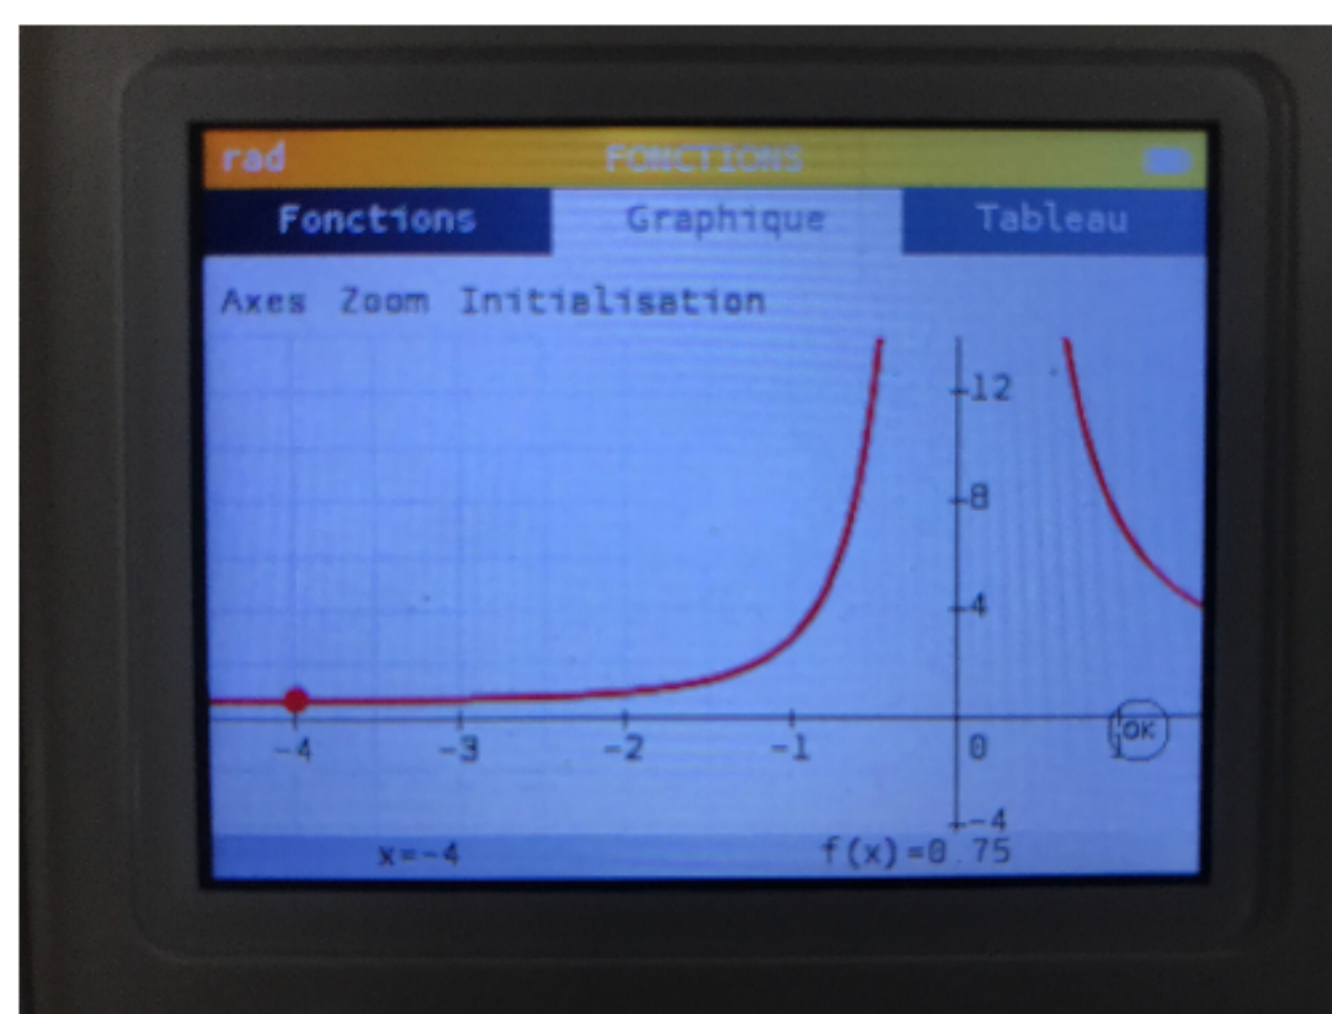 rad FONCTIONS
Fonctions Graphique Tableau
Axes Zoom Initialisation
12
8
4
-4 -3 -2 -1 0 1 OK
-4
x=-4 f(x)=0.75